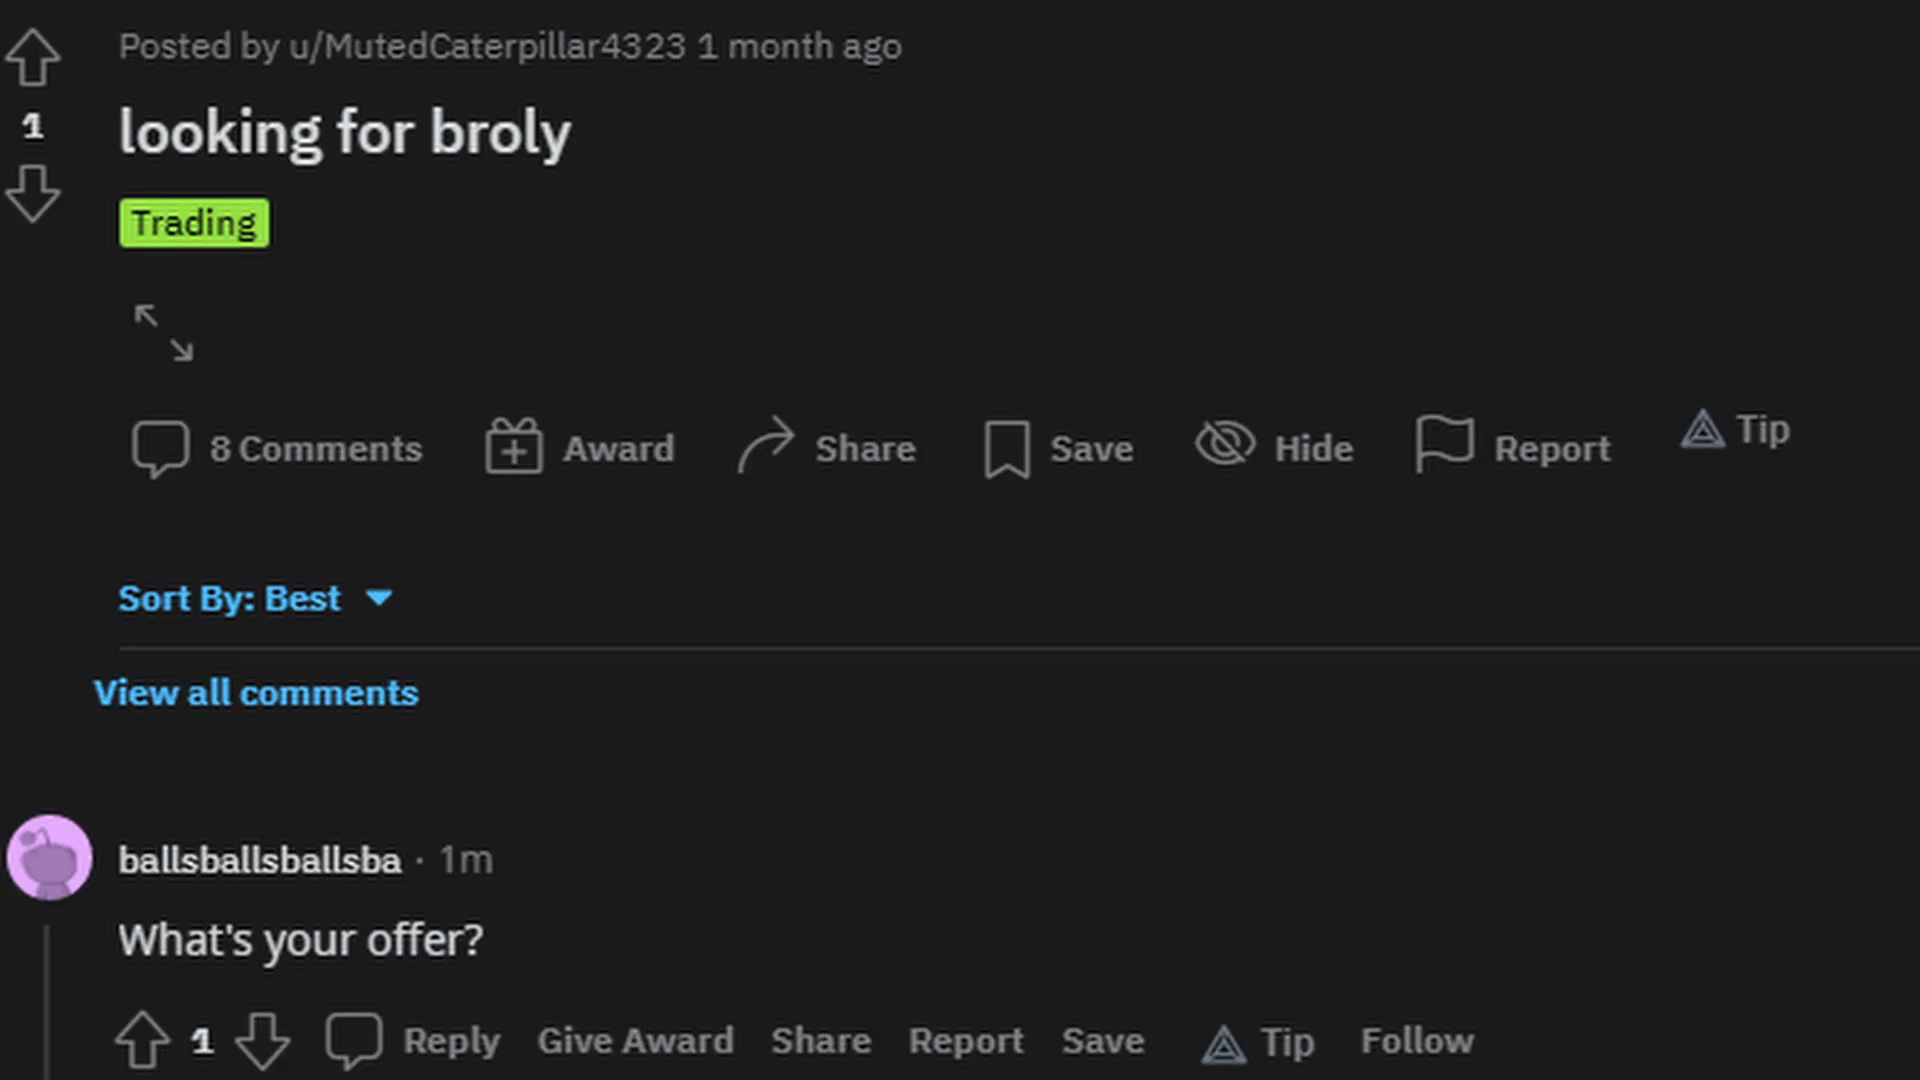 Posted by u/MutedCaterpillar4323 1 month ago
1
looking for broly
Trading
8 Comments Award Share Save Hide Report Tip
Sort By: Best
View all comments
ballsballsballsba · 1m
What's your offer?
1 Reply Give Award Share Report Save Tip Follow